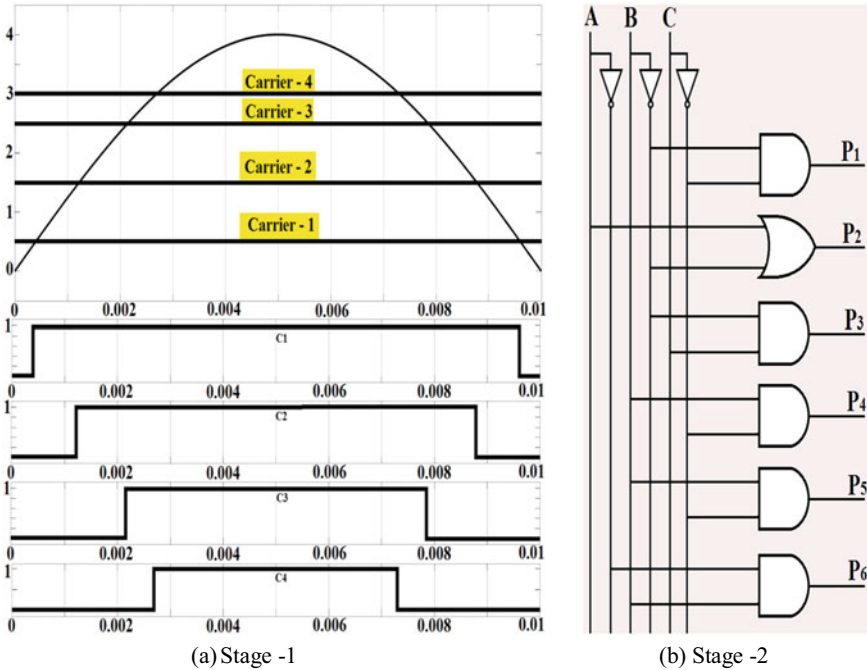 4
3
2
1
0
Carrier - 4
Carrier - 3
Carrier - 2
Carrier - 1
0 0.002 0.004 0.006 0.008 0.01
1
C1
0 0.002 0.004 0.006 0.008 0.01
1
C2
0 0.002 0.004 0.006 0.008 0.01
1
C3
0 0.002 0.004 0.006 0.008 0.01
1
C4
0 0.002 0.004 0.006 0.008 0.01
(a) Stage -1
A B C
P1
P2
P3
P4
P5
P6
(b) Stage -2